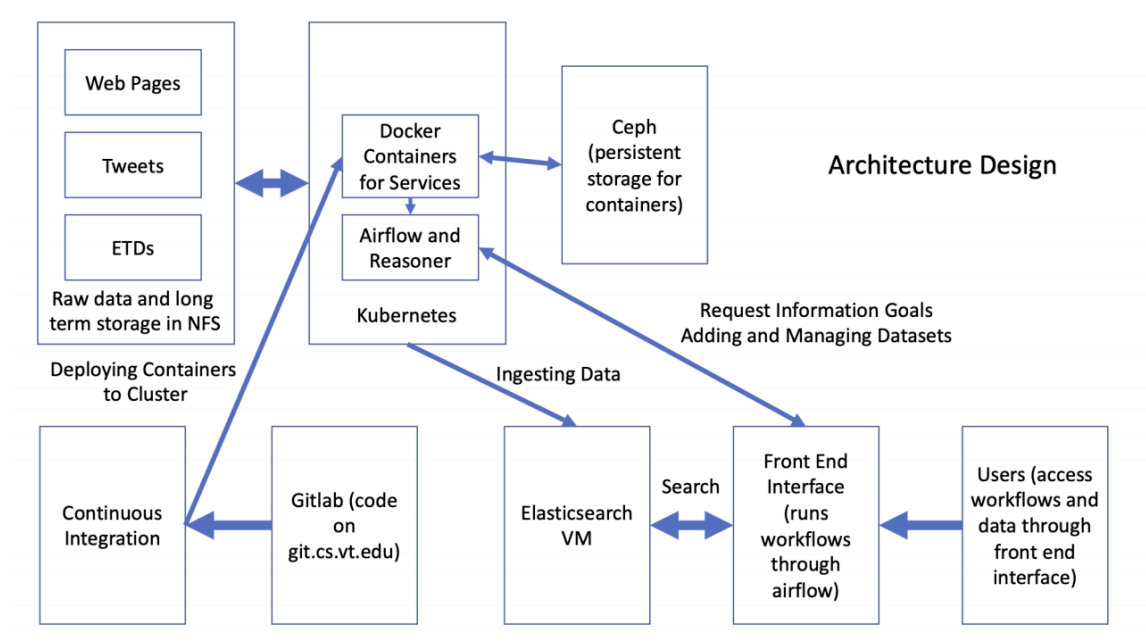 Web Pages
Tweets
ETDs
Raw data and long
term storage in NFS
Docker
Containers
for Services
Airflow and
Reasoner
Kubernetes
Ceph
(persistent
storage for
containers)
Architecture Design
Request Information Goals
Adding and Managing Datasets
Deploying Containers
to Cluster
Ingesting Data
Continuous
Integration
Gitlab (code
on
git.cs.vt.edu)
Elasticsearch
VM
Search
Front End
Interface
(runs
workflows
through
airflow)
Users (access
workflows and
data through
front end
interface)